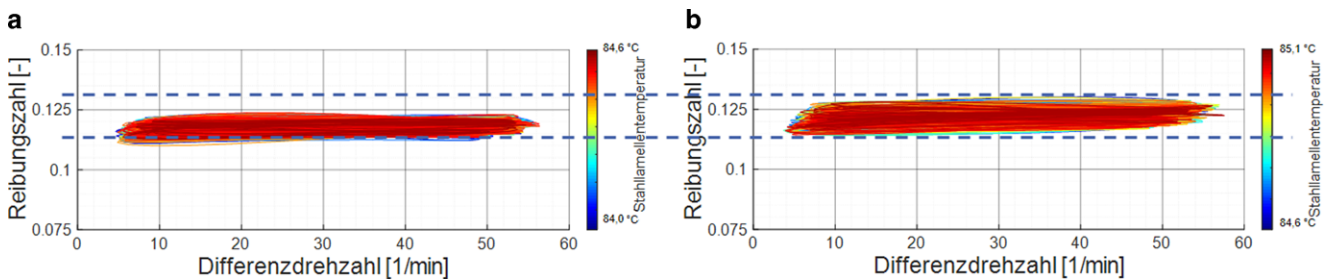 a
Reibungszahl [-]
0.15
0.125
0.1
0.075
0
10
20
30
40
50
60
Differenzdrehzahl [1/min]
84,6 °C
Stahllamellentemperatur
84,0 °C
b
Reibungszahl [-]
0.15
0.125
0.1
0.075
0
10
20
30
40
50
60
Differenzdrehzahl [1/min]
85,1 °C
Stahllamellentemperatur
84,6 °C